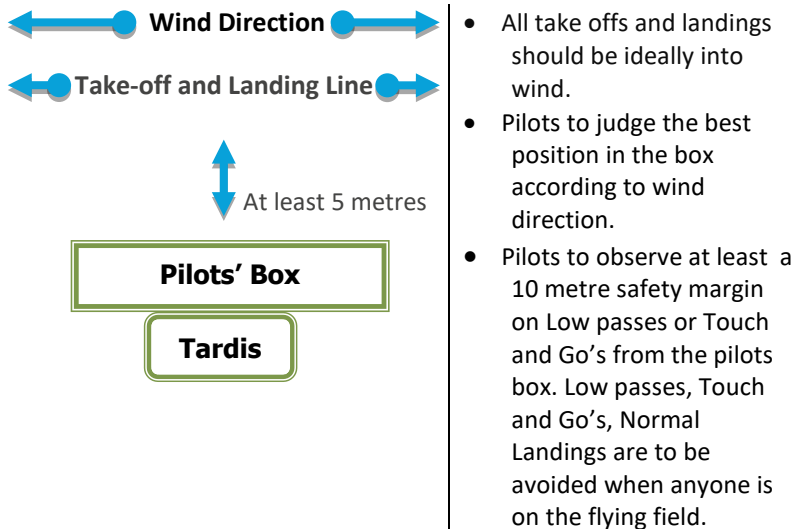 Wind Direction
Take-off and Landing Line
At least 5 metres
Pilots’ Box
Tardis
• All take offs and landings
should be ideally into
wind.
• Pilots to judge the best
position in the box
according to wind
direction.
• Pilots to observe at least  a
10 metre safety margin
on Low passes or Touch
and Go’s from the pilots
box. Low passes, Touch
and Go’s, Normal
Landings are to be
avoided when anyone is
on the flying field.